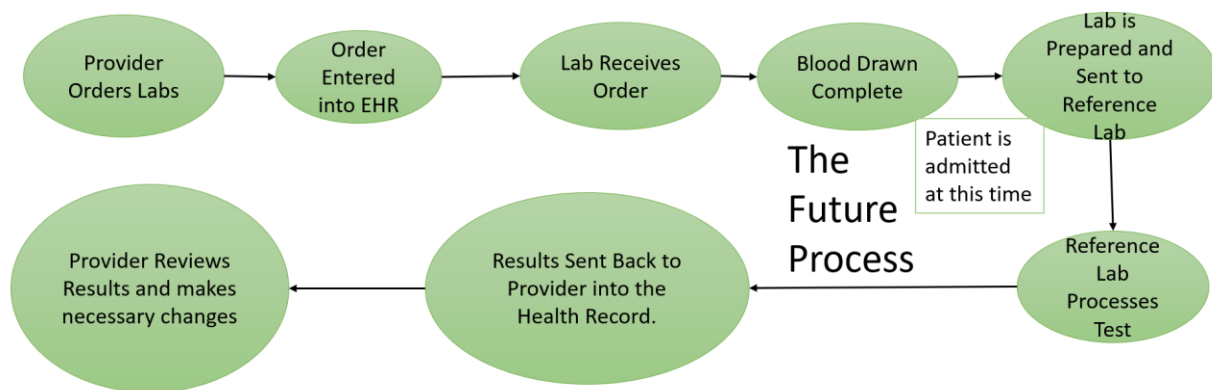 Provider
Orders Labs
Order
Entered
into EHR
Lab Receives
Order
Blood Drawn
Complete
Lab is
Prepared and
Sent to
Reference
Lab
Patient is
admitted
at this time
The
Future
Process
Reference
Lab
Processes
Test
Results Sent Back to
Provider into the
Health Record.
Provider Reviews
Results and makes
necessary changes